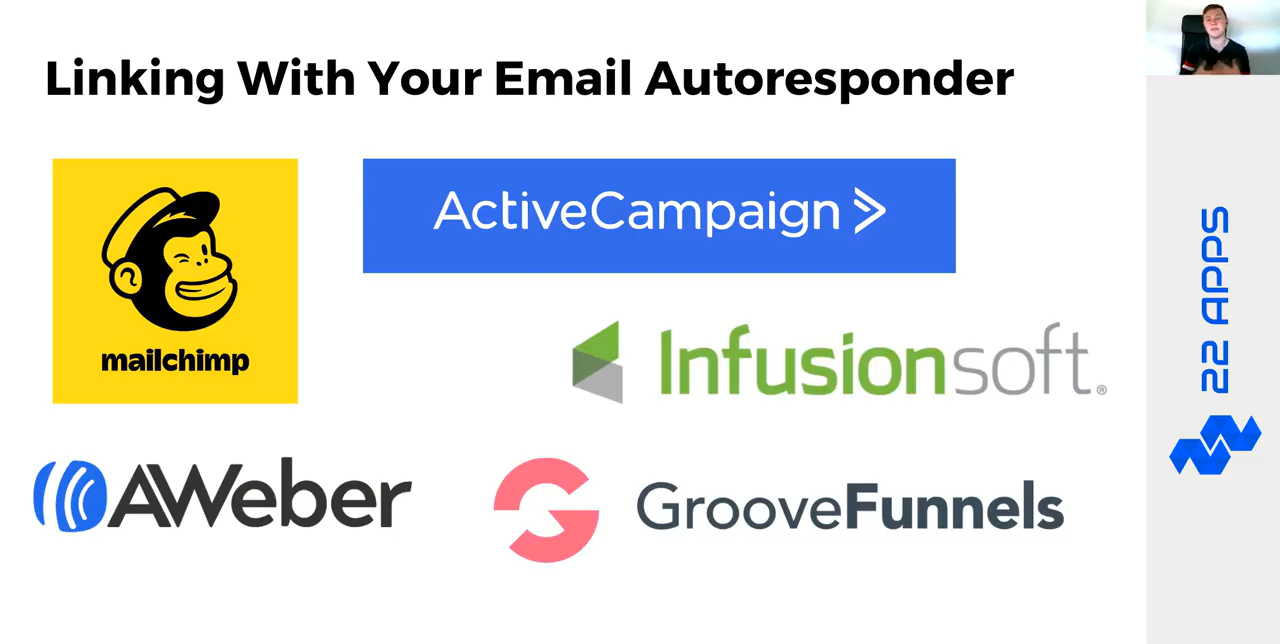 Linking With Your Email Autoresponder
mailchimp
ActiveCampaign
Infusionsoft®
AWeber
GrooveFunnels
22 APPS